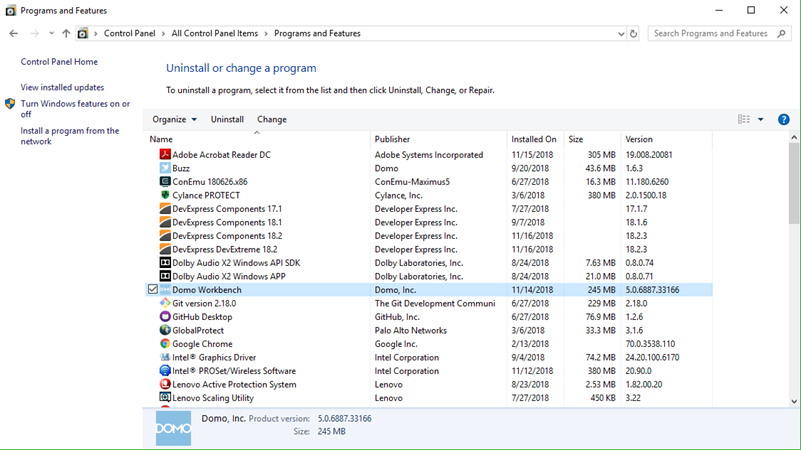 Programs and Features
Control Panel > All Control Panel Items > Programs and Features
Search Programs and Features
Control Panel Home
View installed updates
Turn Windows features on or
off
Install a program from the
network
Uninstall or change a program
To uninstall a program, select it from the list and then click Uninstall, Change, or Repair.
Organize Uninstall Change
Name Publisher Installed On Size Version
Adobe Acrobat Reader DC Adobe Systems Incorporated 11/15/2018 305 MB 19.008.20081
Buzz Domo 9/20/2018 43.6 MB 1.6.3
ConEmu 180626.x86 ConEmu-Maximus5 6/27/2018 16.3 MB 11.180.6260
Cylance PROTECT Cylance, Inc. 3/6/2018 380 MB 2.0.1500.18
DevExpress Components 17.1 Developer Express Inc. 7/27/2018 17.1.7
DevExpress Components 18.1 Developer Express Inc. 9/7/2018 18.1.6
DevExpress Components 18.2 Developer Express Inc. 11/16/2018 18.2.3
DevExpress DevExtreme 18.2 Developer Express Inc. 11/16/2018 18.2.3
Dolby Audio X2 Windows API SDK Dolby Laboratories, Inc. 8/24/2018 7.63 MB 0.8.0.74
Dolby Audio X2 Windows APP Dolby Laboratories, Inc. 8/24/2018 21.0 MB 0.8.0.71
Domo Workbench Domo, Inc. 11/14/2018 245 MB 5.0.6887.33166
Git version 2.18.0 The Git Development Communi 6/27/2018 229 MB 2.18.0
GitHub Desktop GitHub, Inc. 6/27/2018 76.9 MB 1.2.6
GlobalProtect Palo Alto Networks 3/6/2018 33.3 MB 3.1.6
Google Chrome Google Inc. 2/13/2018 70.0.3538.110
Intel® Graphics Driver Intel Corporation 9/4/2018 74.2 MB 24.20.100.6170
Intel® PROSet/Wireless Software Intel Corporation 11/12/2018 380 MB 20.90.0
Lenovo Active Protection System Lenovo 8/23/2018 2.53 MB 1.82.00.20
Lenovo Scaling Utility Lenovo 7/27/2018 450 KB 3.22
DOMO
Domo, Inc. Product version: 5.0.6887.33166
Size: 245 MB